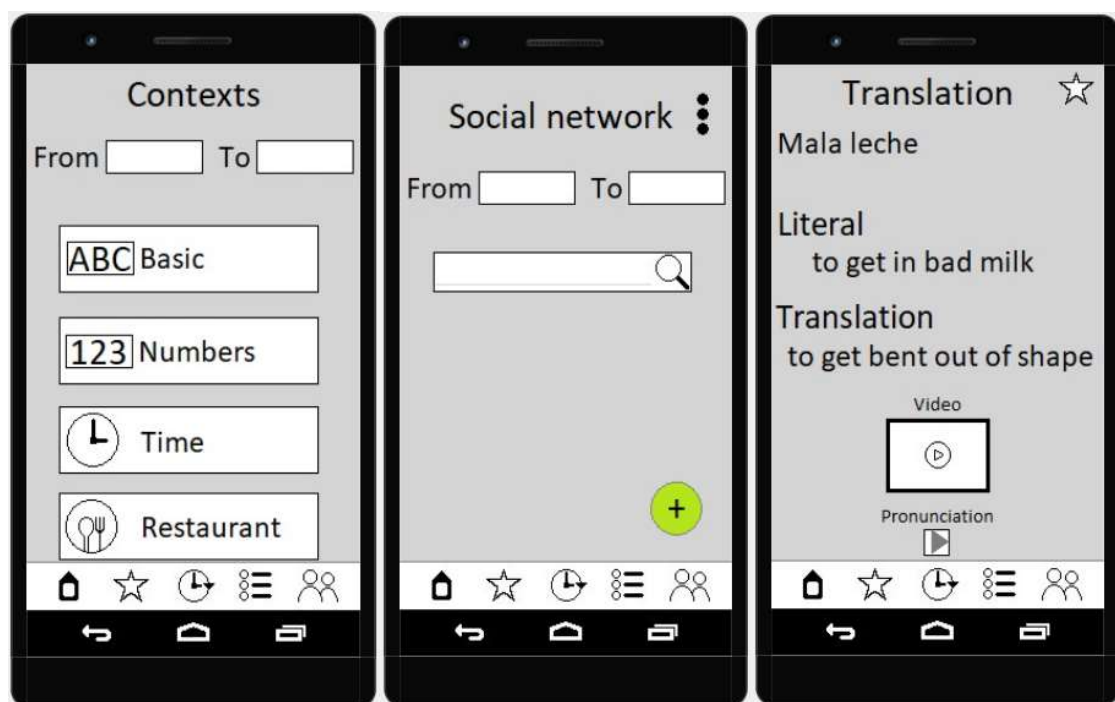 Contexts
From To
ABC Basic
123 Numbers
Time
Restaurant
Social network
From To
+
Translation
Mala leche
Literal
to get in bad milk
Translation
to get bent out of shape
Video
Pronunciation